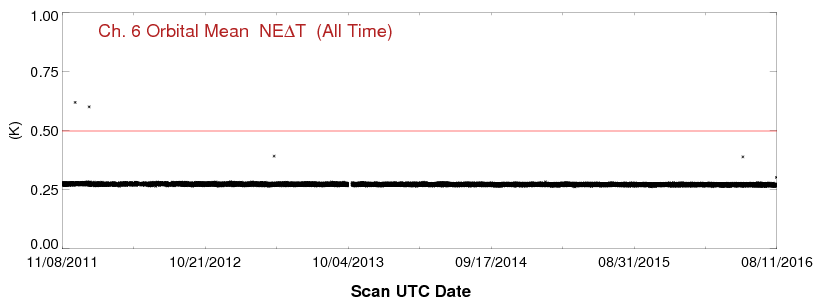 Ch. 6 Orbital Mean NEΔT (All Time)
1.00
0.75
0.50
0.25
0.00
(K)
11/08/2011 10/21/2012 10/04/2013 09/17/2014 08/31/2015 08/11/2016
Scan UTC Date